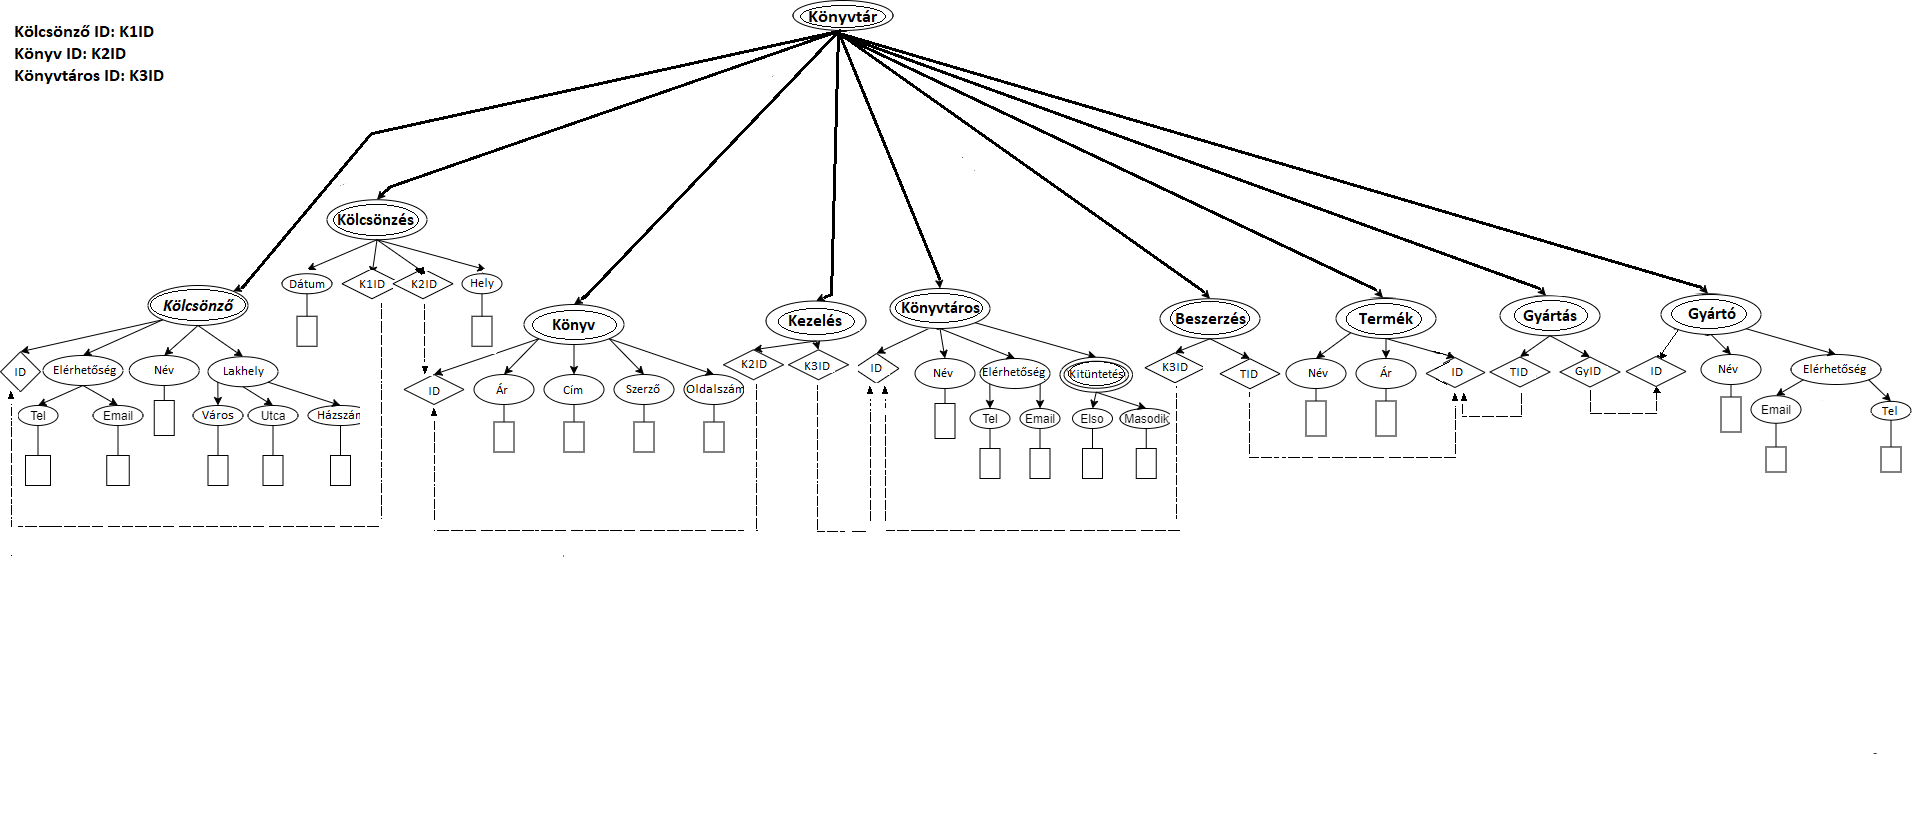 Könyvtár
Kölcsönző ID: K1ID
Könyv ID: K2ID
Könyvtáros ID: K3ID
Kölcsönzés
Dátum
K1ID
K2ID
Hely
Kölcsönző
ID
Elérhetőség
Név
Lakhely
Tel
Email
Város
Utca
Házszám
Könyv
ID
Ár
Cím
Szerző
Oldalszám
Kezelés
K2ID
K3ID
Könyvtáros
ID
Név
Elérhetőség
Kitüntetés
Tel
Email
Elso
Masodik
Beszerzés
K3ID
TID
Termék
Név
Ár
ID
Gyártás
TID
GyID
Gyártó
ID
Név
Elérhetőség
Email
Tel